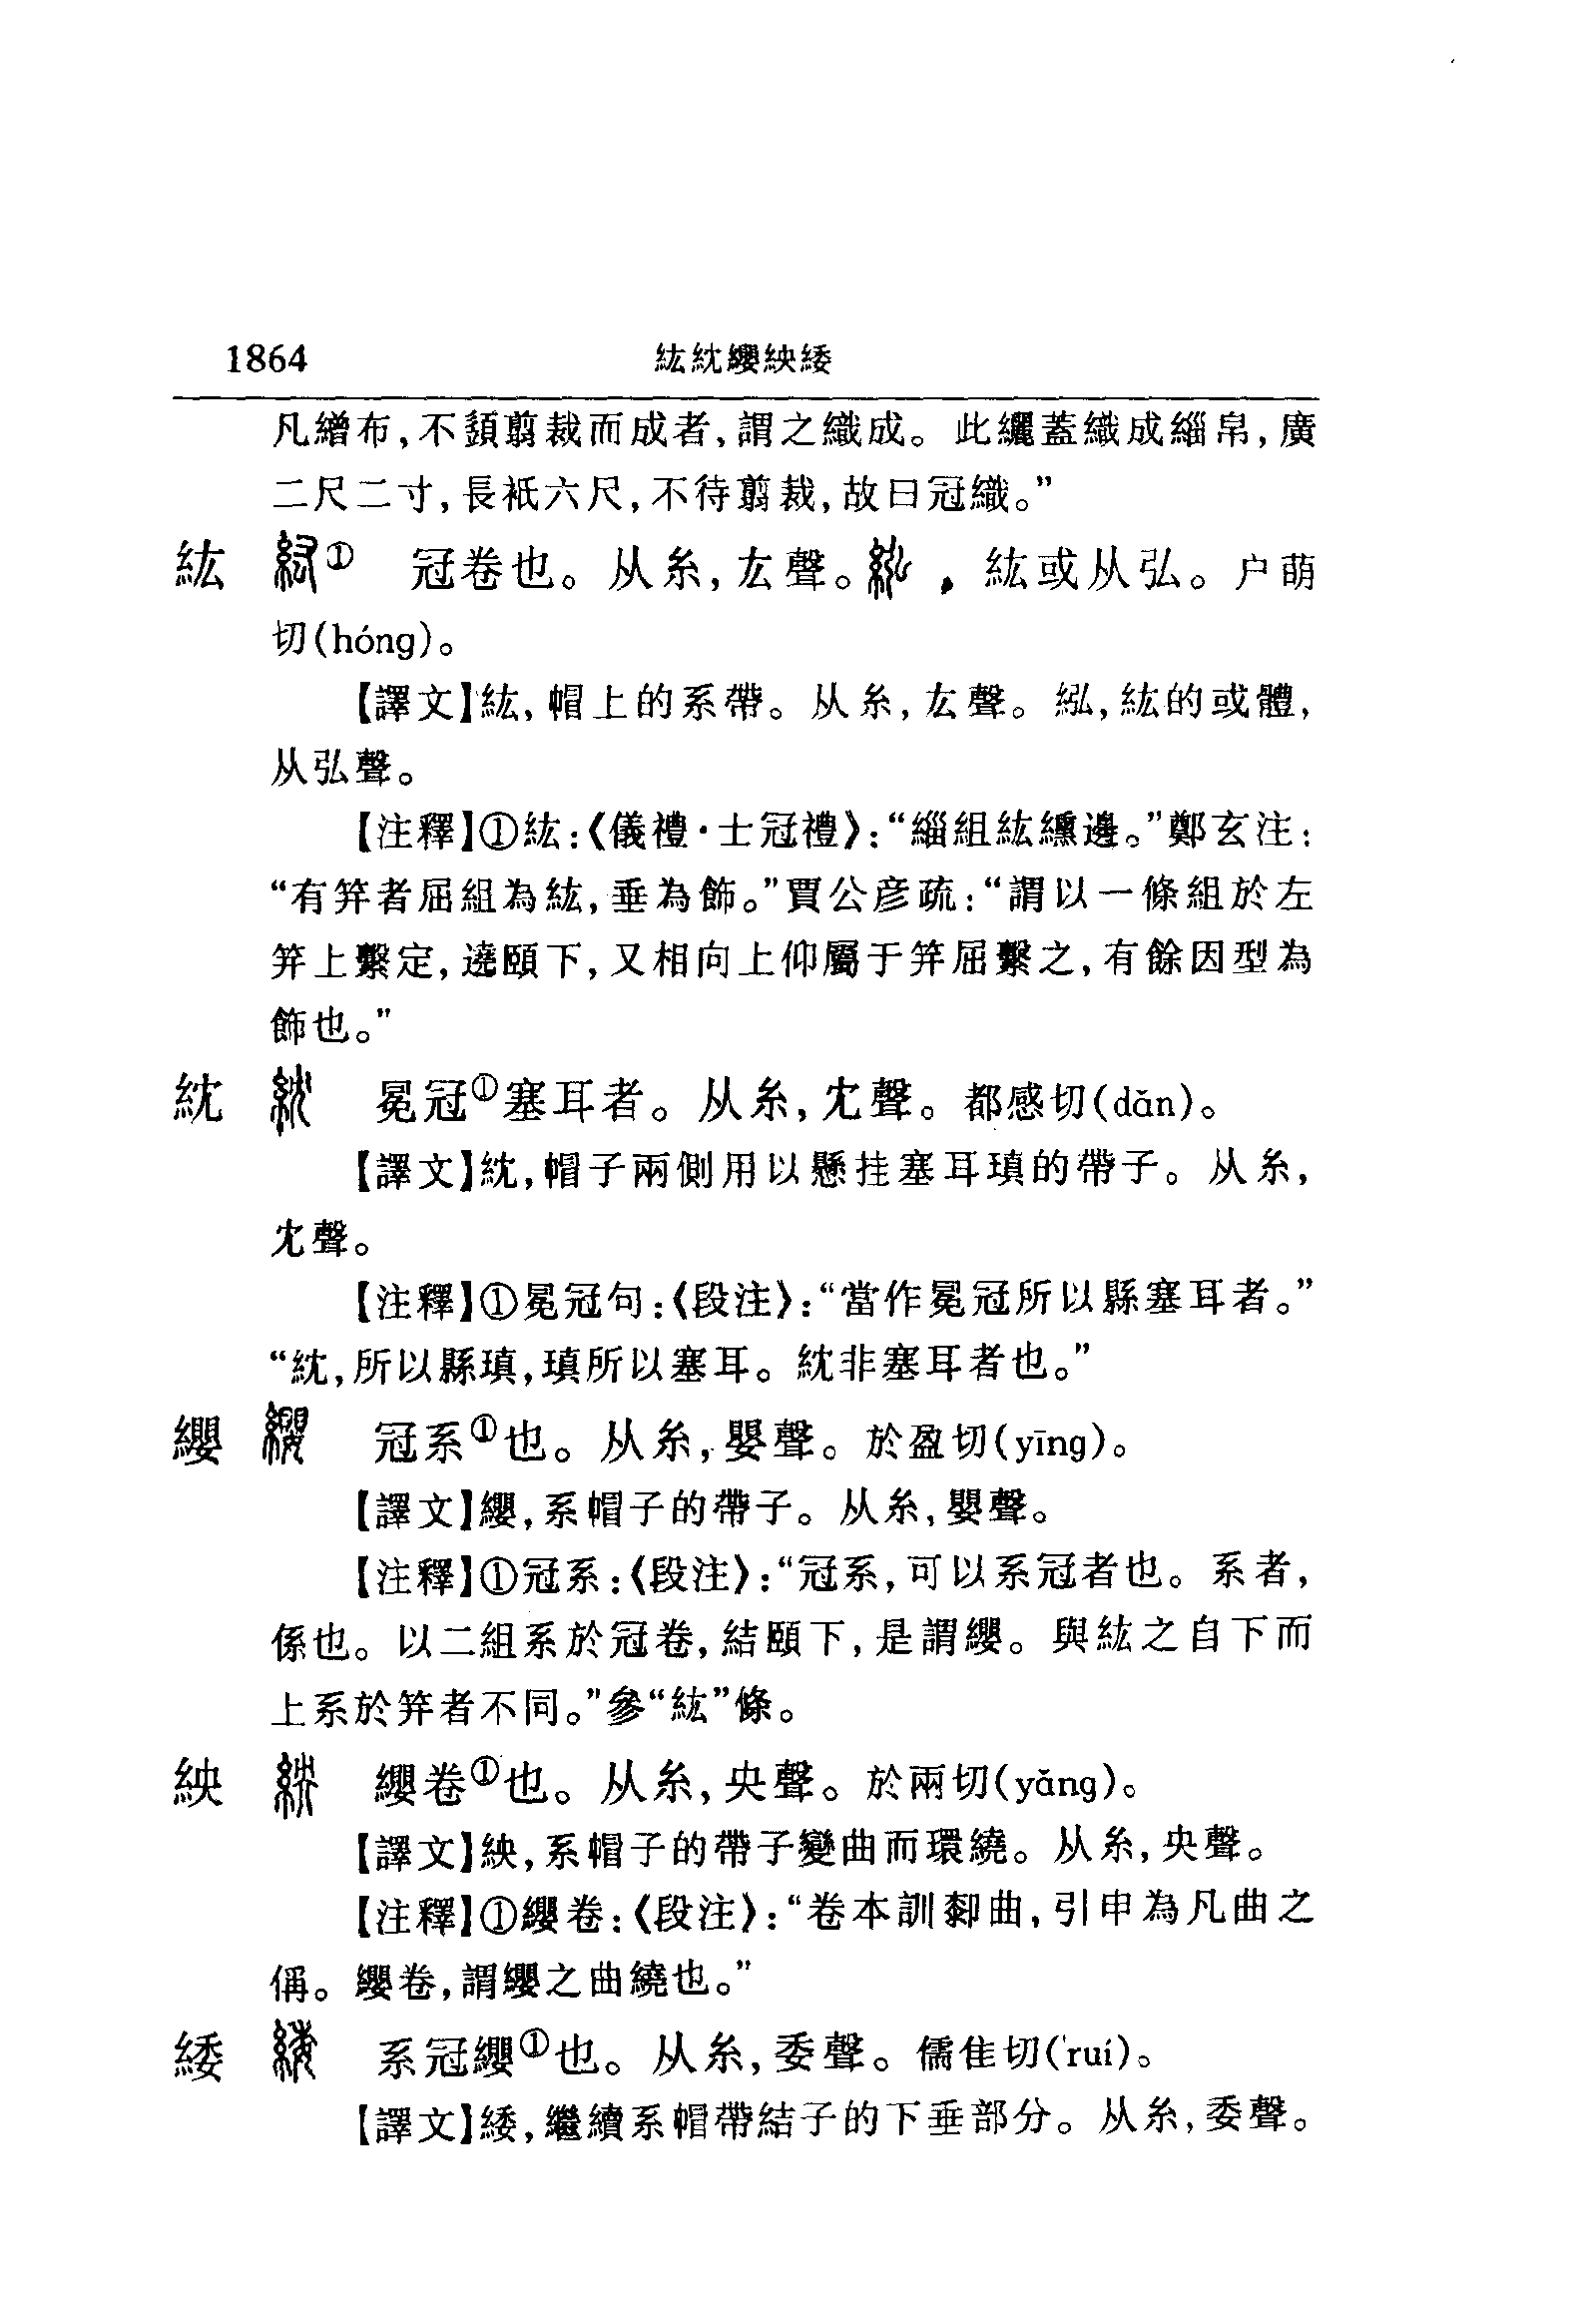 1864 紘紞纓紻緌
凡繒布,不須翦裁而成者,謂之織成。此纚蓋織成緇帛,廣
二尺二寸,長衹六尺,不待翦裁,故曰冠織。”
紘 ① 冠卷也。从糸,厷聲。,紘或从弘。户萌
切(hóng)。
【譯文】紘,帽上的系帶。从糸,厷聲。䋫,紘的或體,
从弘聲。
【注釋】①紘:《儀禮·士冠禮》:“緇組紘纁邊。”鄭玄注:
“有笄者屈組為紘,垂為飾。”賈公彦疏:“謂以一條組於左
笄上繫定,遶頤下,又相向上仰屬于笄屈繫之,有餘因型為
飾也。”
紞 冕冠①塞耳者。从糸,冘聲。都感切(dǎn)。
【譯文】紞,帽子兩側用以懸挂塞耳瑱的帶子。从糸,
冘聲。
【注釋】①冕冠句:《段注》:“當作冕冠所以縣塞耳者。”
“紞,所以縣瑱,瑱所以塞耳。紞非塞耳者也。”
纓 冠系①也。从糸,嬰聲。於盈切(yīng)。
【譯文】纓,系帽子的帶子。从糸,嬰聲。
【注釋】①冠系:《段注》:“冠系,可以系冠者也。系者,
係也。以二組系於冠卷,結頤下,是謂纓。與紘之自下而
上系於笄者不同。”參“紘”條。
紻 纓卷①也。从糸,央聲。於兩切(yǎng)。
【譯文】紻,系帽子的帶子變曲而環繞。从糸,央聲。
【注釋】①纓卷:《段注》:“卷本訓厀曲,引申為凡曲之
偁。纓卷,謂纓之曲繞也。”
緌 系冠纓①也。从糸,委聲。儒隹切(ruí)。
【譯文】緌,繼續系帽帶結子的下垂部分。从糸,委聲。